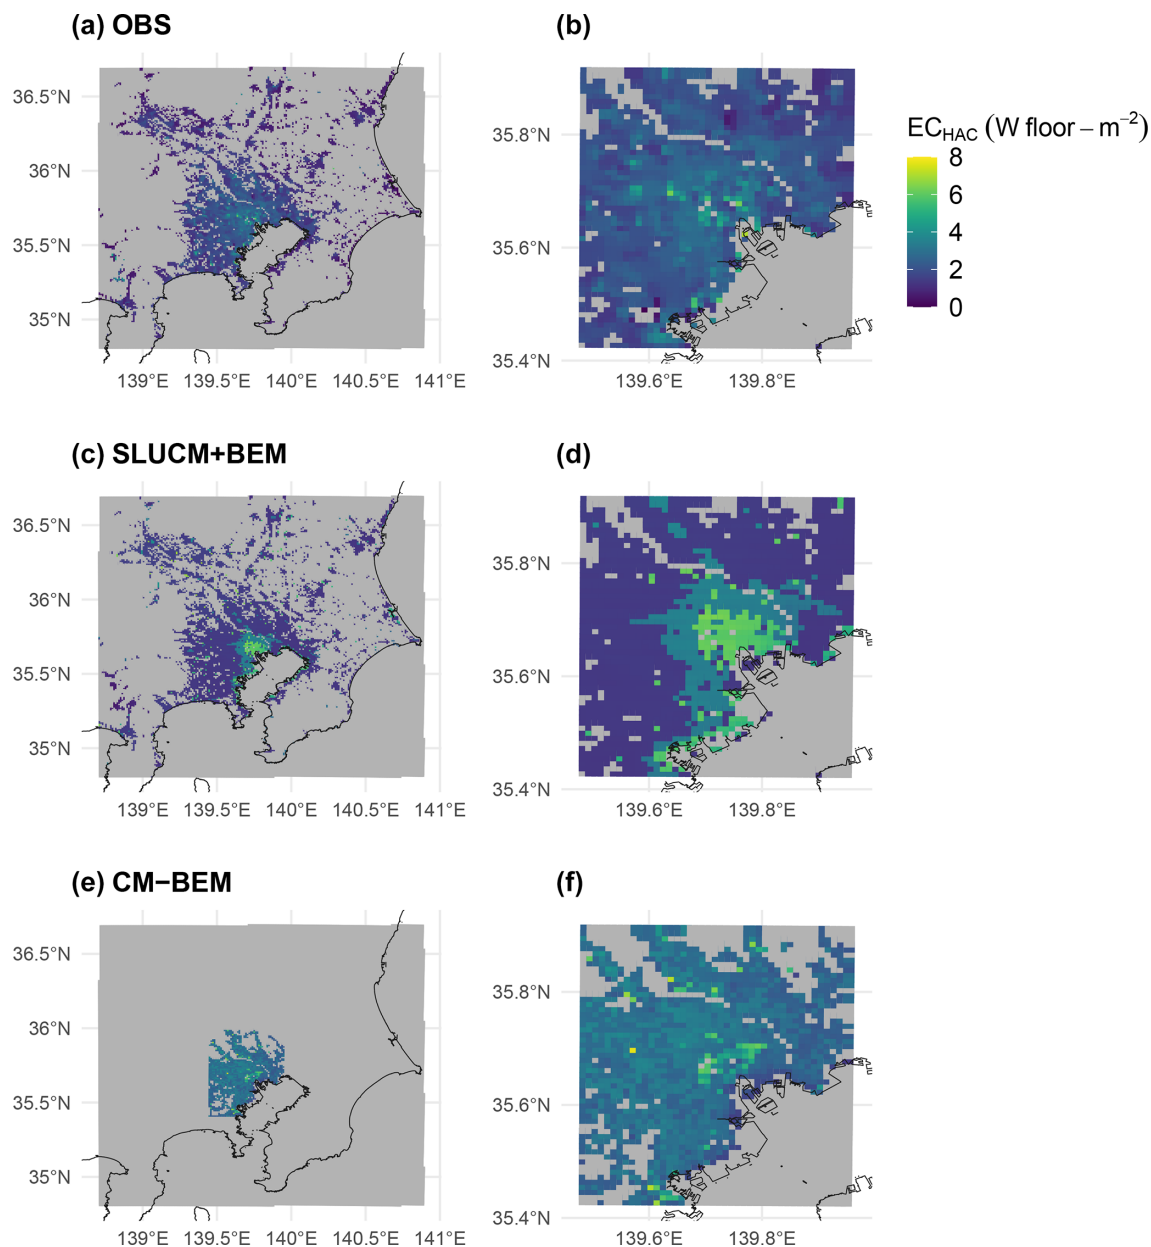 (a) OBS
(b)
36.5°N
36°N
35.5°N
35°N
139°E 139.5°E 140°E 140.5°E 141°E
35.8°N
35.6°N
35.4°N
139.6°E 139.8°E
EC_HAC (W floor − m⁻²)
8
6
4
2
0
(c) SLUCM+BEM
(d)
36.5°N
36°N
35.5°N
35°N
139°E 139.5°E 140°E 140.5°E 141°E
35.8°N
35.6°N
35.4°N
139.6°E 139.8°E
(e) CM−BEM
(f)
36.5°N
36°N
35.5°N
35°N
139°E 139.5°E 140°E 140.5°E 141°E
35.8°N
35.6°N
35.4°N
139.6°E 139.8°E